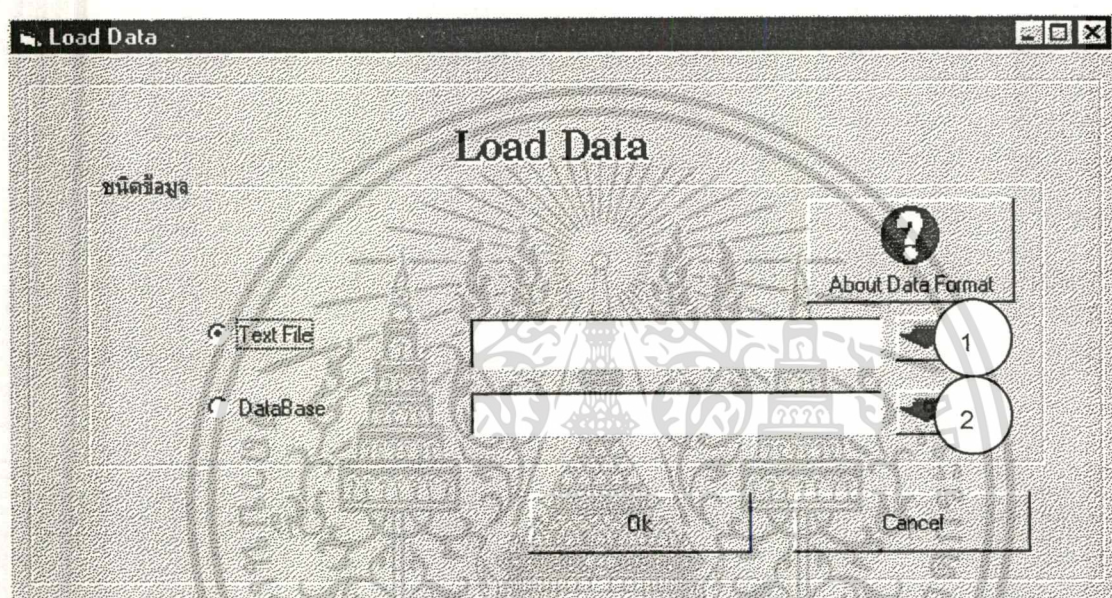 Load Data
Load Data
ชนิดข้อมูล
About Data Format
Text File
1
DataBase
2
Ok
Cancel